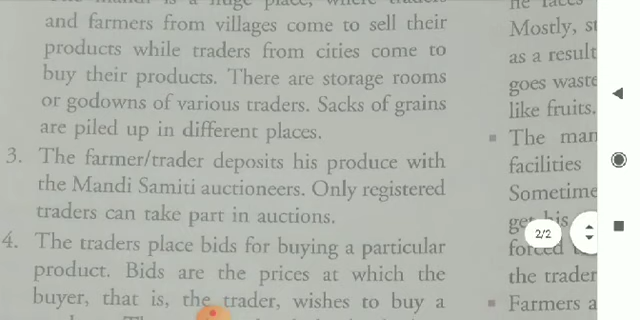 and farmers from villages come to sell their
products while traders from cities come to
buy their products. There are storage rooms
or godowns of various traders. Sacks of grains
are piled up in different places.
3. The farmer/trader deposits his produce with
the Mandi Samiti auctioneers. Only registered
traders can take part in auctions.
4. The traders place bids for buying a particular
product. Bids are the prices at which the
buyer, that is, the trader, wishes to buy a
he faces
Mostly, st
as a result
goes waste
like fruits.
The man
facilities
Sometime
his
forced
the trader
Farmers a
2/2